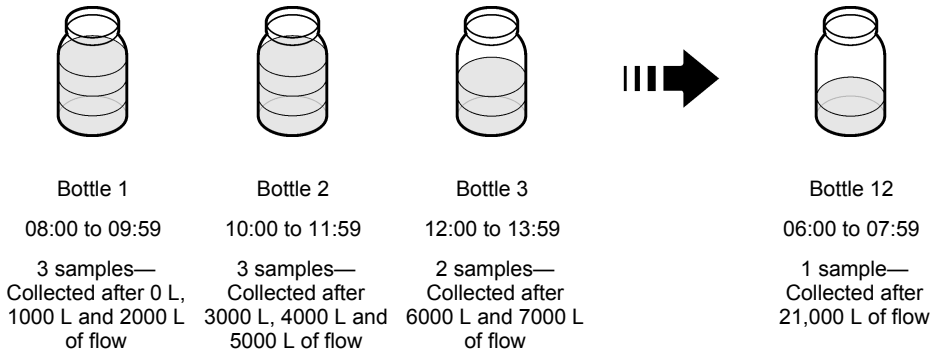 Bottle 1
08:00 to 09:59
3 samples—
Collected after 0 L,
1000 L and 2000 L
of flow
Bottle 2
10:00 to 11:59
3 samples—
Collected after
3000 L, 4000 L and
5000 L of flow
Bottle 3
12:00 to 13:59
2 samples—
Collected after
6000 L and 7000 L
of flow
Bottle 12
06:00 to 07:59
1 sample—
Collected after
21,000 L of flow